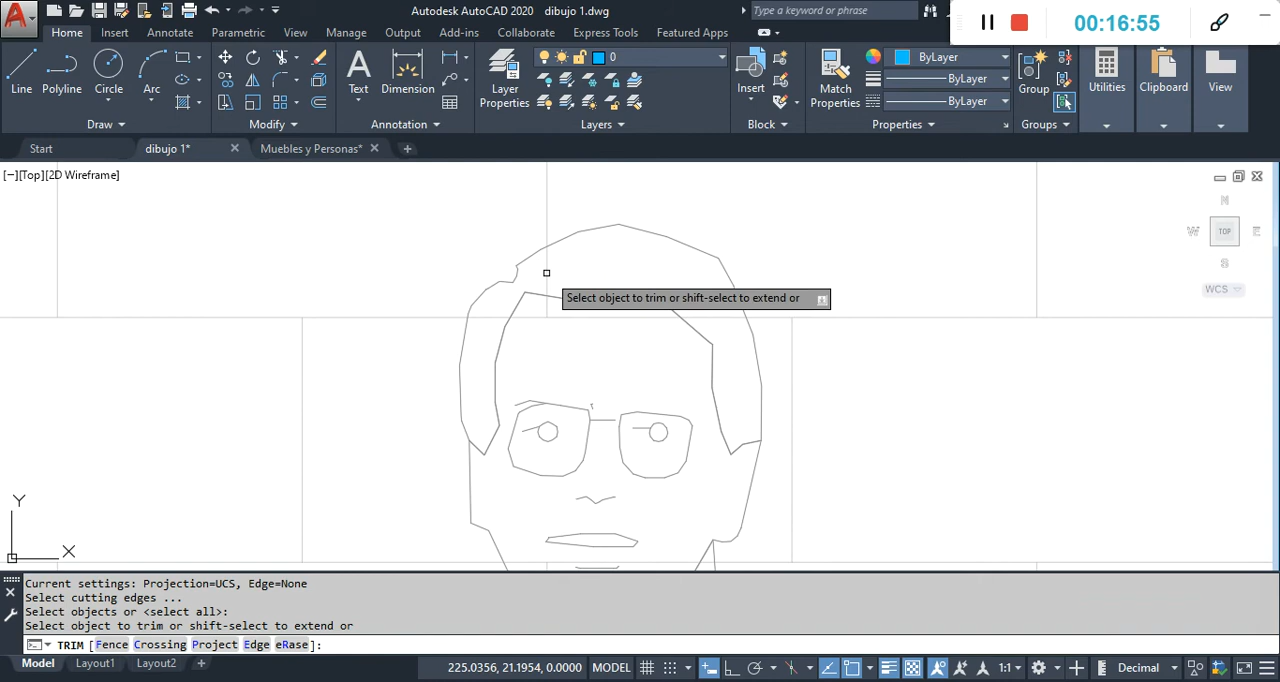 Autodesk AutoCAD 2020 dibujo 1.dwg
Type a keyword or phrase
00:16:55
Home Insert Annotate Parametric View Manage Output Add-ins Collaborate Express Tools Featured Apps
Line Polyline Circle Arc
Text Dimension
Layer Properties
0
Insert
Match Properties
ByLayer
ByLayer
ByLayer
Group
Utilities Clipboard View
Draw Modify Annotation Layers Block Properties Groups
Start dibujo 1* Muebles y Personas*
[−][Top][2D Wireframe]
N
W TOP E
S
WCS
Select object to trim or shift-select to extend or
Y
X
Current settings: Projection=UCS, Edge=None
Select cutting edges ...
Select objects or <select all>:
Select object to trim or shift-select to extend or
TRIM [Fence Crossing Project Edge eRase]:
Model Layout1 Layout2 +
225.0356, 21.1954, 0.0000 MODEL 1:1 Decimal